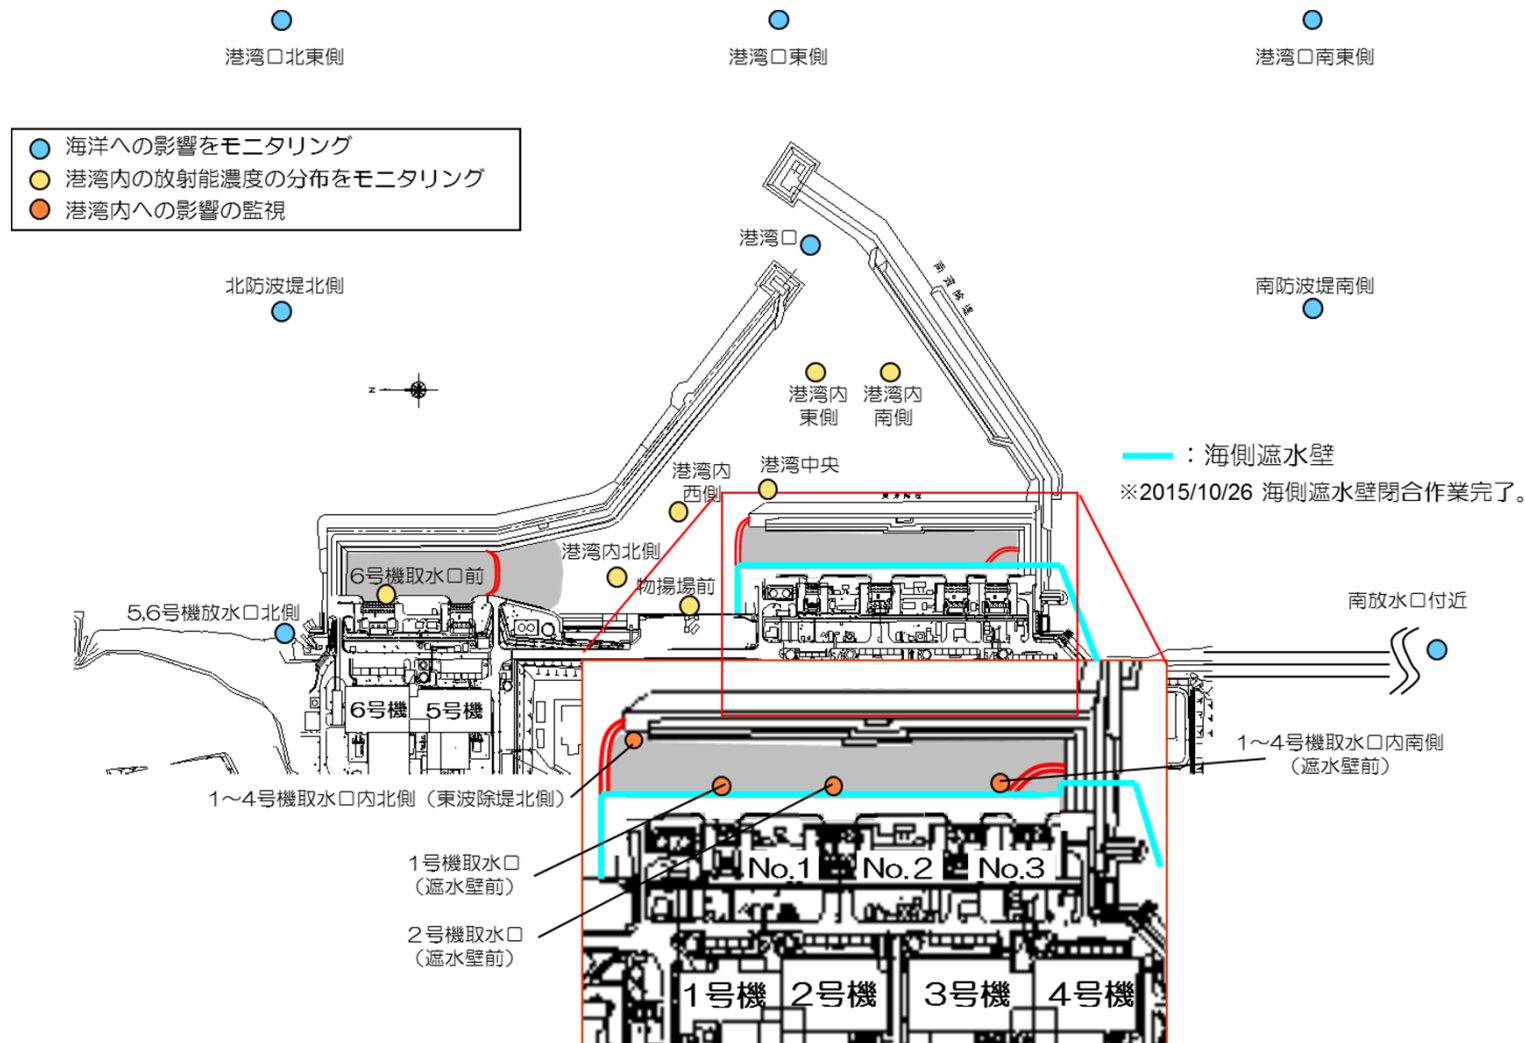 港湾口北東側
港湾口東側
港湾口南東側
海洋への影響をモニタリング
港湾内の放射能濃度の分布をモニタリング
港湾内への影響の監視
港湾口
北防波堤北側
南防波堤南側
港湾内
東側
港湾内
南側
N
：海側遮水壁
※2015/10/26 海側遮水壁閉合作業完了。
港湾内
西側
港湾中央
港湾内北側
物揚場前
6号機取水口前
5,6号機放水口北側
南放水口付近
6号機
5号機
1～4号機取水口内南側
（遮水壁前）
1～4号機取水口内北側（東波除堤北側）
1号機取水口
（遮水壁前）
2号機取水口
（遮水壁前）
No.1
No.2
No.3
1号機
2号機
3号機
4号機